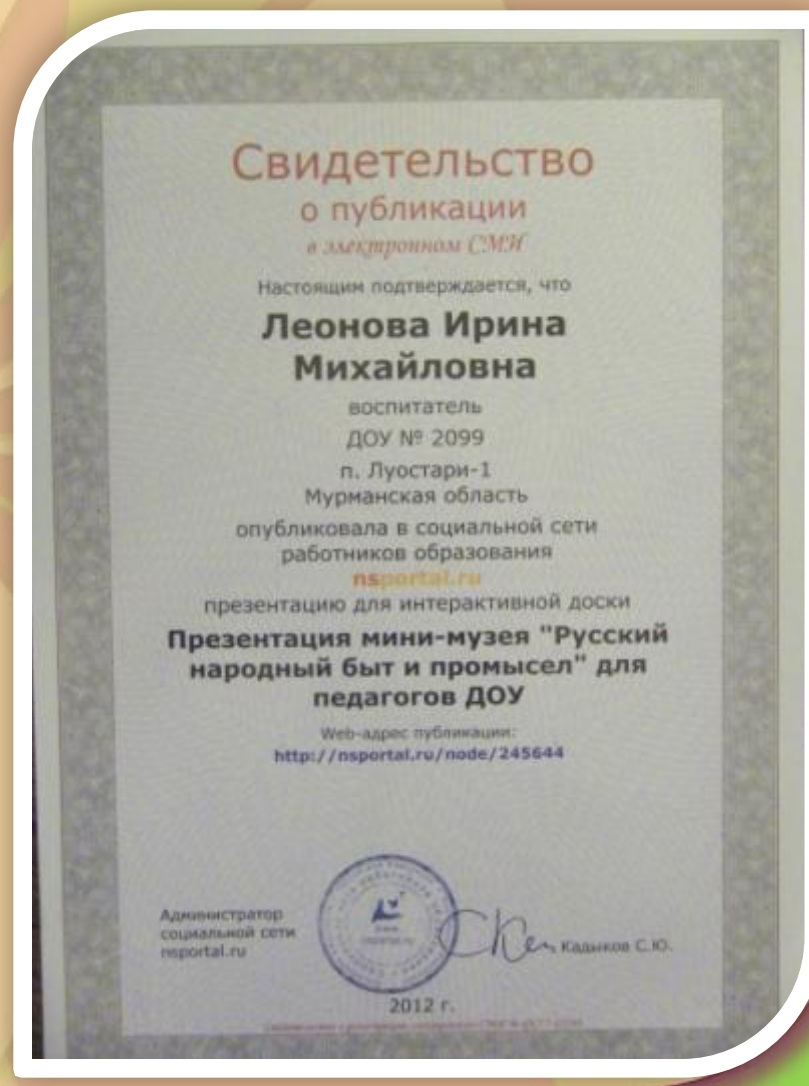 Свидетельство
о публикации
в электронном СМИ
Настоящим подтверждается, что
Леонова Ирина
Михайловна
воспитатель
ДОУ № 2099
п. Луостари-1
Мурманская область
опубликовала в социальной сети
работников образования
nsportal.ru
презентацию для интерактивной доски
Презентация мини-музея "Русский
народный быт и промысел" для
педагогов ДОУ
Web-адрес публикации:
http://nsportal.ru/node/245644
Администратор
социальной сети
nsportal.ru
Кадыков С.Ю.
2012 г.